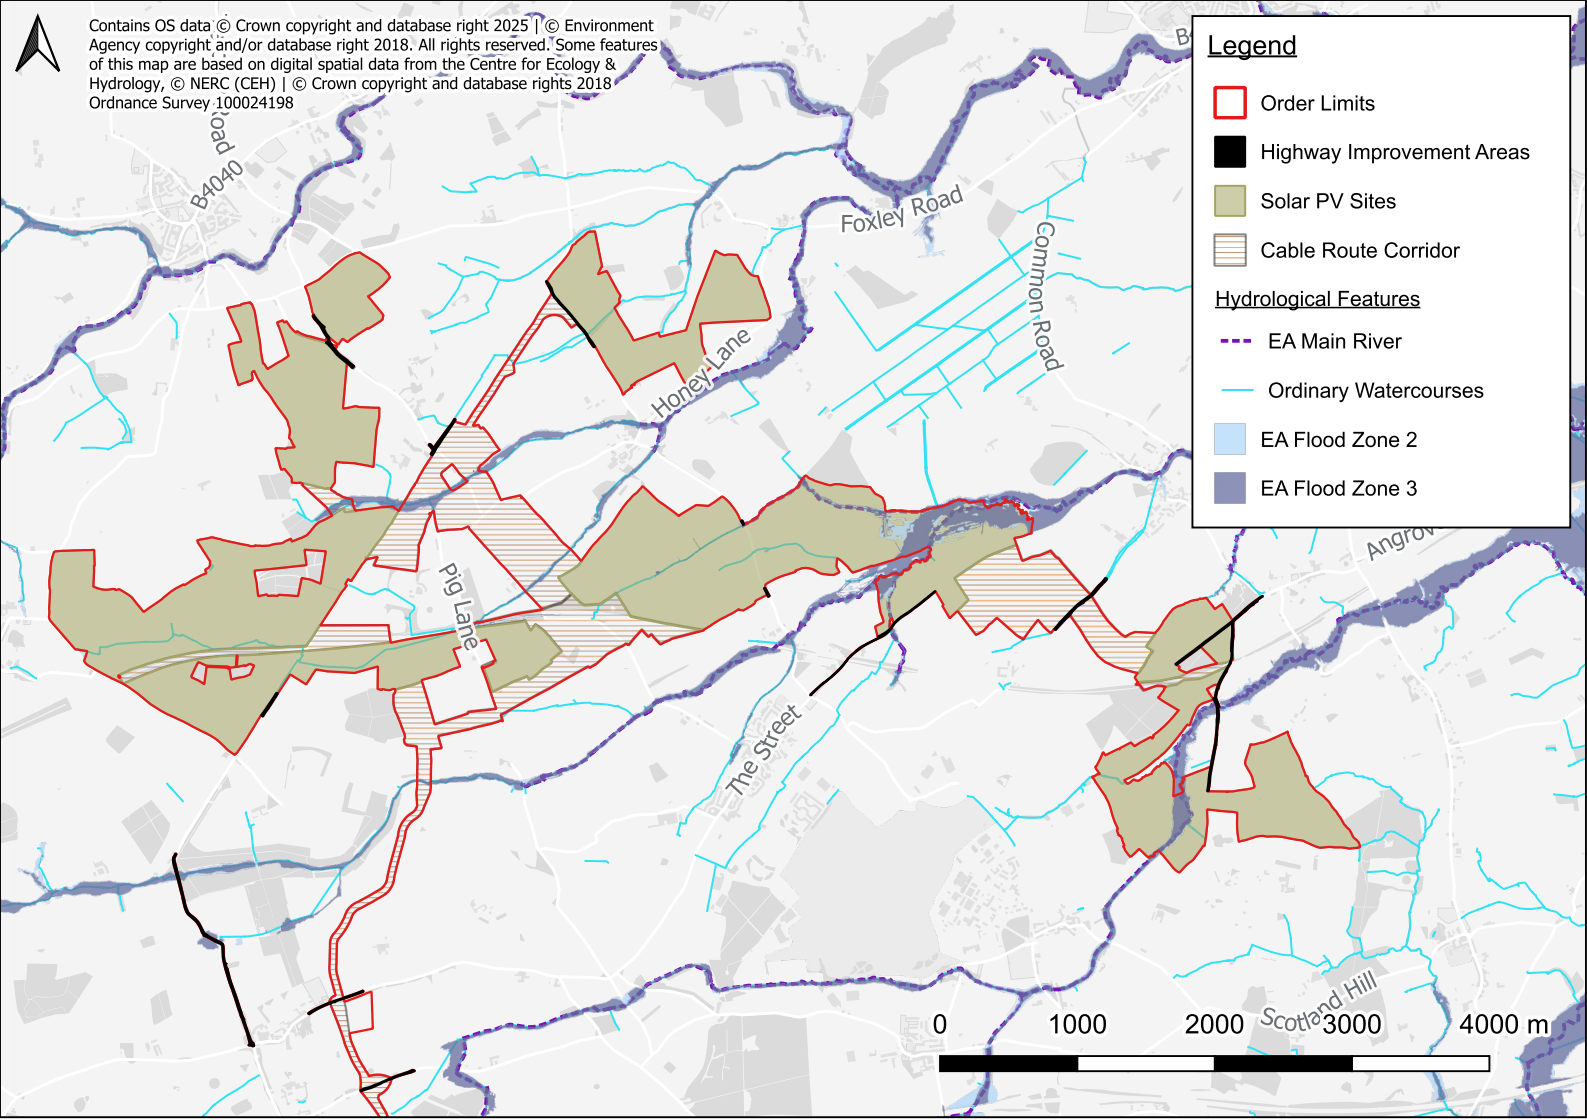 Contains OS data © Crown copyright and database right 2025 | © Environment
Agency copyright and/or database right 2018. All rights reserved. Some features
of this map are based on digital spatial data from the Centre for Ecology &
Hydrology, © NERC (CEH) | © Crown copyright and database rights 2018
Ordnance Survey 100024198
Road
B4040
Foxley Road
Common Road
Honey Lane
Pig Lane
The Street
Scotland Hill
Legend
Order Limits
Highway Improvement Areas
Solar PV Sites
Cable Route Corridor
Hydrological Features
EA Main River
Ordinary Watercourses
EA Flood Zone 2
EA Flood Zone 3
0 1000 2000 3000 4000 m